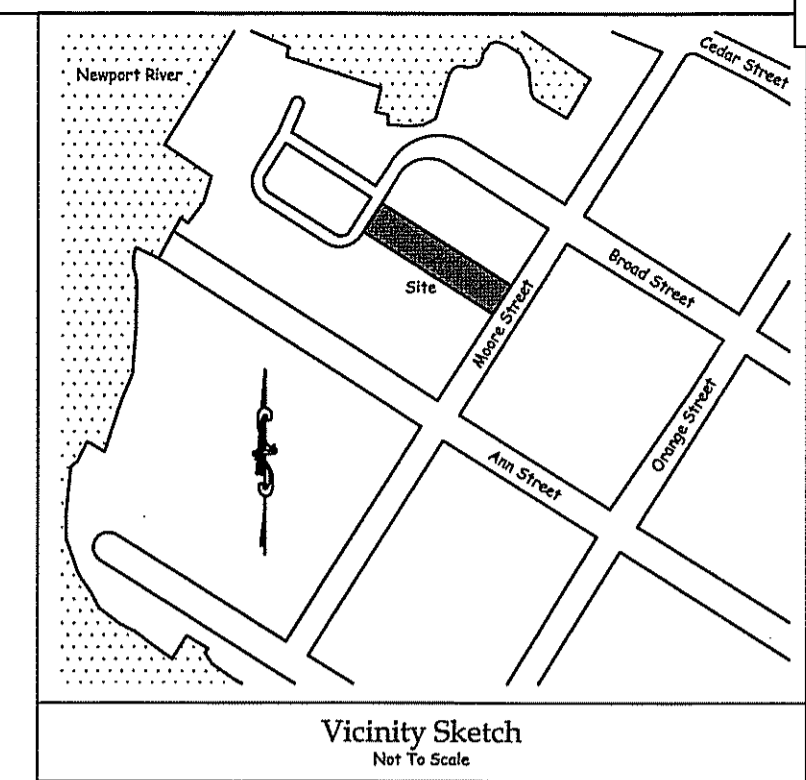 Cedar Street
Newport River
Broad Street
Site
Moore Street
Orange Street
Ann Street
Vicinity Sketch
Not To Scale